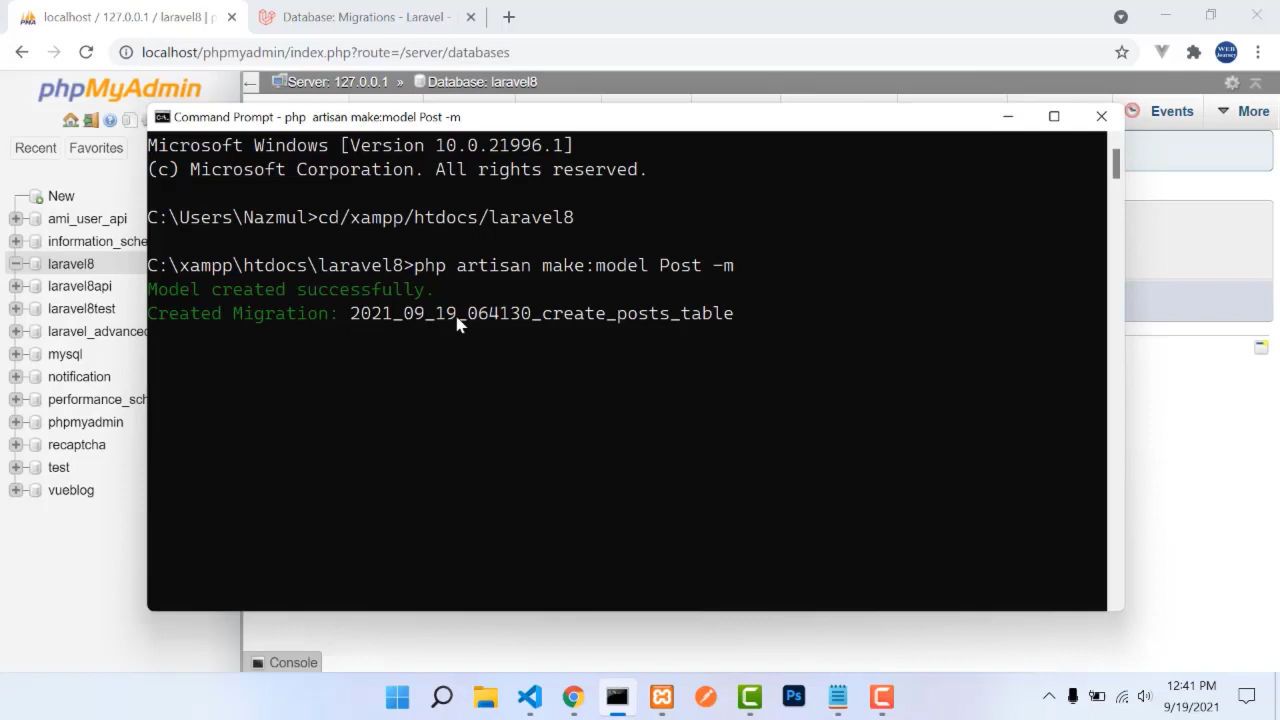 localhost / 127.0.0.1 / laravel8 | p
Database: Migrations - Laravel -
localhost/phpmyadmin/index.php?route=/server/databases
phpMyAdmin
Server: 127.0.0.1 » Database: laravel8
Events
More
Recent
Favorites
New
ami_user_api
information_sche
laravel8
laravel8api
laravel8test
laravel_advanced
mysql
notification
performance_sch
phpmyadmin
recaptcha
test
vueblog
Command Prompt - php  artisan make:model Post -m
Microsoft Windows [Version 10.0.21996.1]
(c) Microsoft Corporation. All rights reserved.
C:\Users\Nazmul>cd/xampp/htdocs/laravel8
C:\xampp\htdocs\laravel8>php artisan make:model Post -m
Model created successfully.
Created Migration: 2021_09_19_064130_create_posts_table
Console
Ps
12:41 PM
9/19/2021